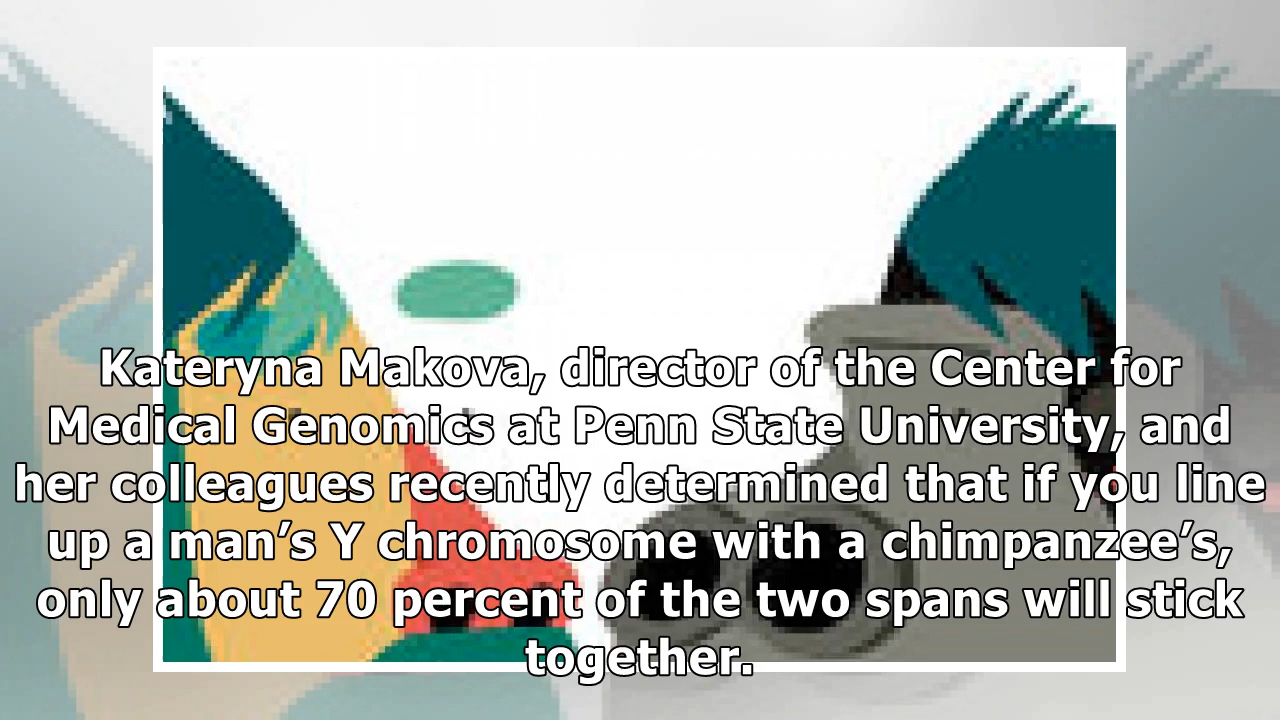 Kateryna Makova, director of the Center for
Medical Genomics at Penn State University, and
her colleagues recently determined that if you line
up a man’s Y chromosome with a chimpanzee’s,
only about 70 percent of the two spans will stick
together.